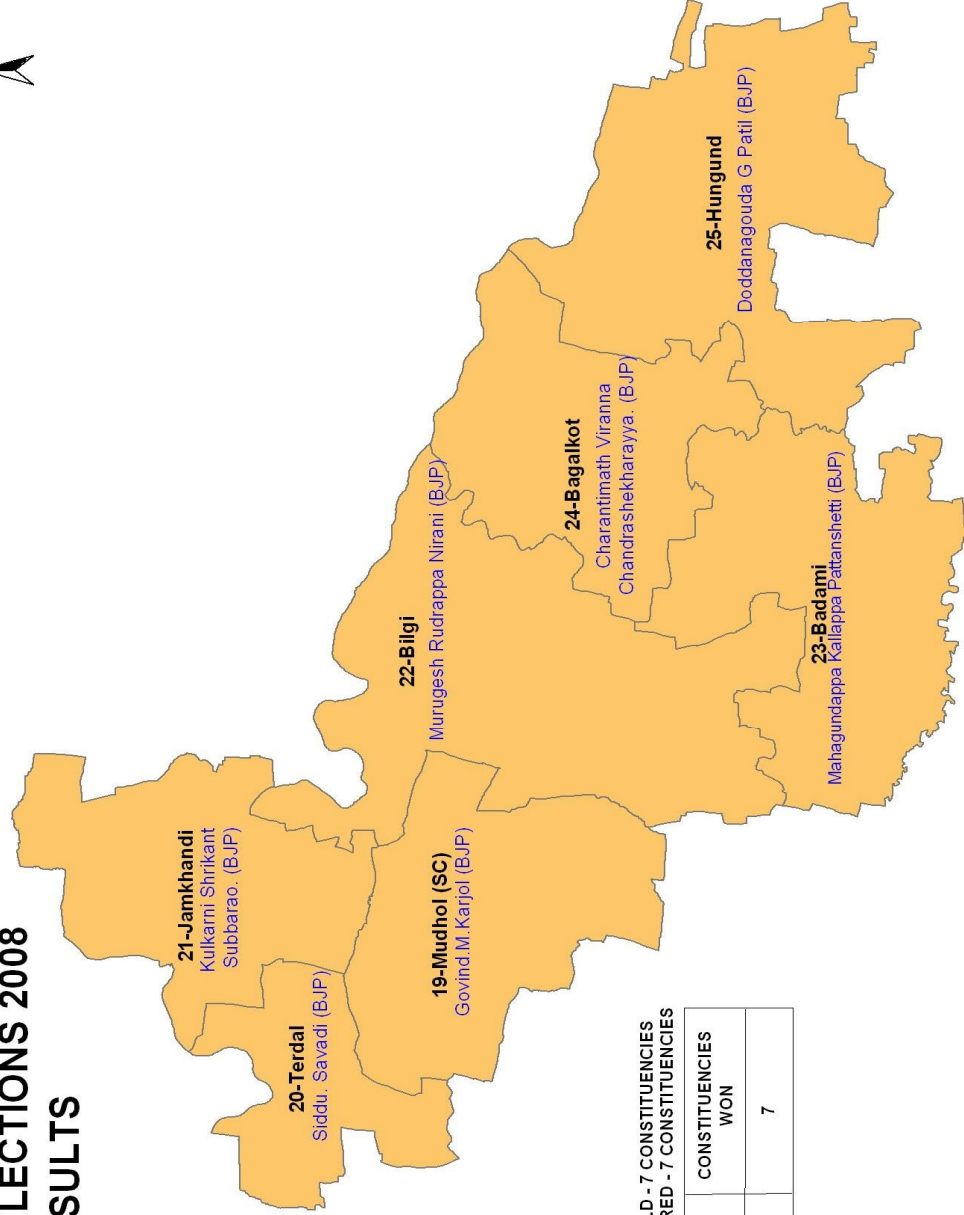 LECTIONS 2008
SULTS
21-Jamkhandi
Kulkarni Shrikant
Subbarao. (BJP)
20-Terdal
Siddu. Savadi (BJP)
19-Mudhol (SC)
Govind.M.Karjol (BJP)
22-Bilgi
Murugesh Rudrappa Nirani (BJP)
24-Bagalkot
Charantimath Viranna
Chandrashekharayya. (BJP)
23-Badami
Mahagundappa Kallappa Pattanshetti (BJP)
25-Hungund
Doddanagouda G Patil (BJP)
D - 7 CONSTITUENCIES
RED - 7 CONSTITUENCIES
CONSTITUENCIES
WON
7